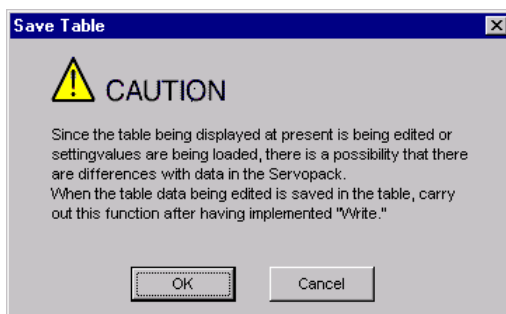 Save Table
CAUTION
Since the table being displayed at present is being edited or
settingvalues are being loaded, there is a possibility that there
are differences with data in the Servopack.
When the table data being edited is saved in the table, carry
out this function after having implemented "Write."
OK
Cancel